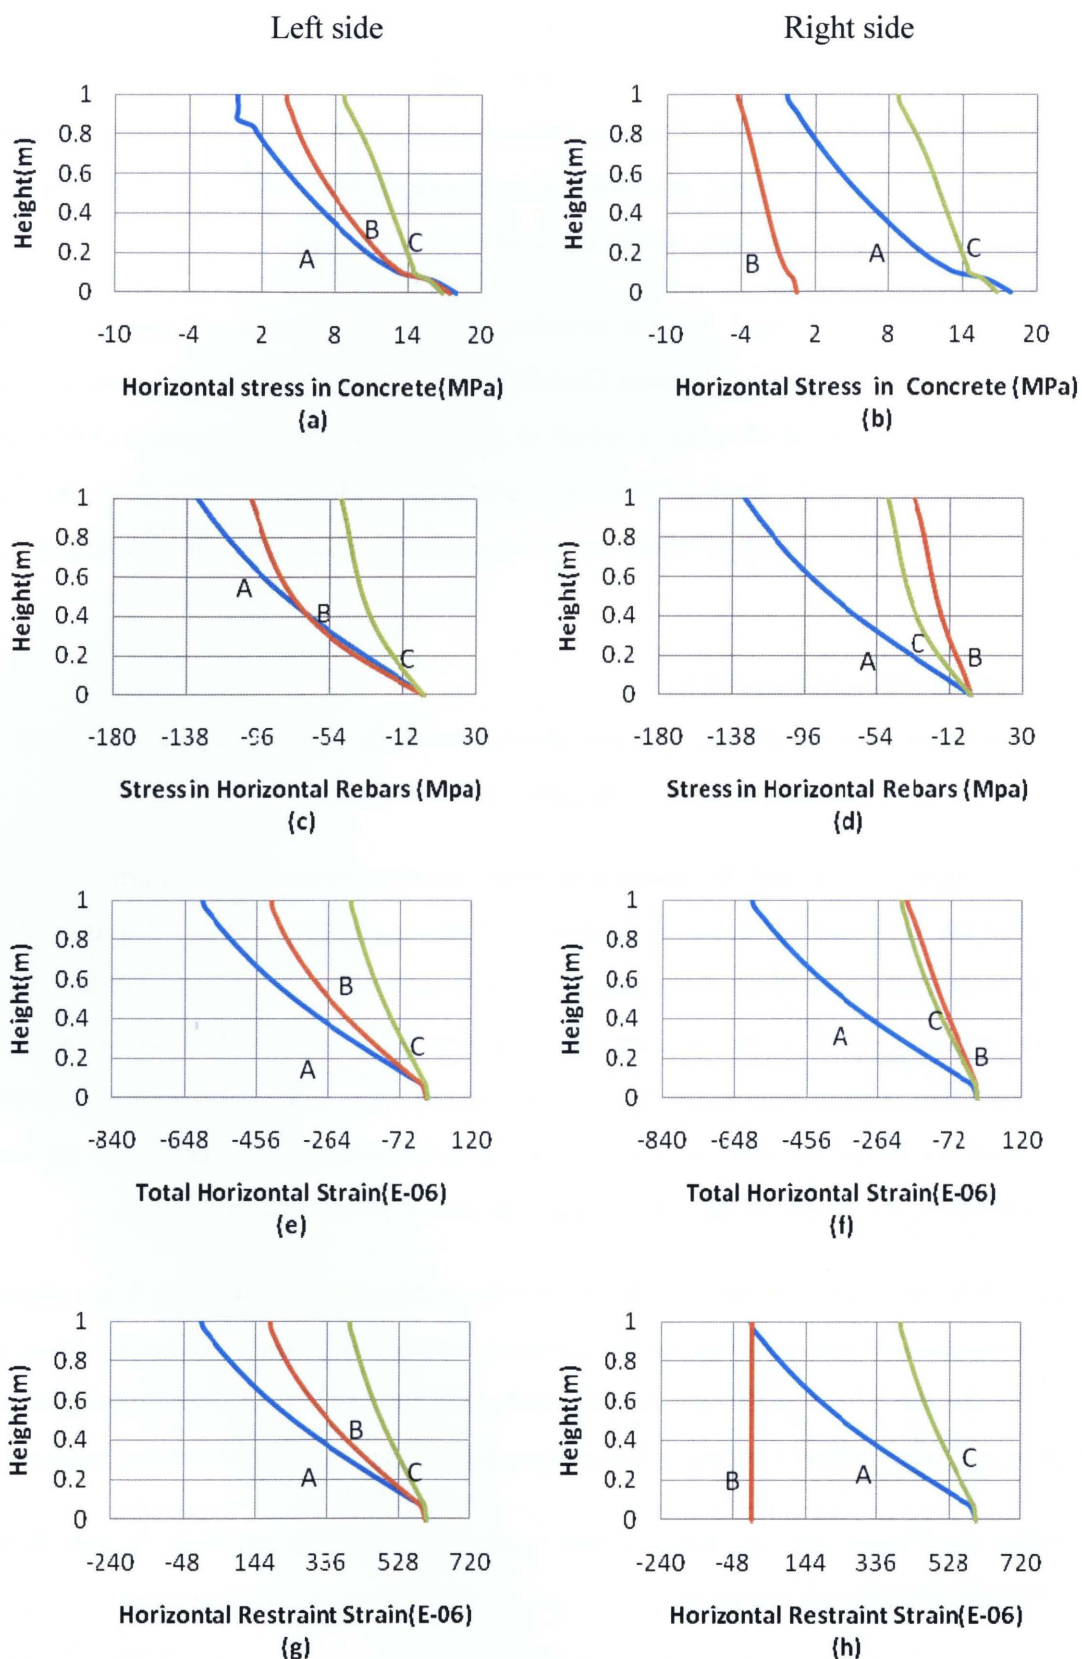 Left side
Right side
Height(m)
1
0.8
0.6
0.4
0.2
0
A
B
C
-10 -4 2 8 14 20
Horizontal stress in Concrete(MPa)
(a)
Height(m)
1
0.8
0.6
0.4
0.2
0
B
A
C
-10 -4 2 8 14 20
Horizontal Stress in Concrete (MPa)
(b)
Height(m)
1
0.8
0.6
0.4
0.2
0
A
B
C
-180 -138 -96 -54 -12 30
Stress in Horizontal Rebars (Mpa)
(c)
Height(m)
1
0.8
0.6
0.4
0.2
0
A
C
B
-180 -138 -96 -54 -12 30
Stress in Horizontal Rebars (Mpa)
(d)
Height(m)
1
0.8
0.6
0.4
0.2
0
B
A
C
-840 -648 -456 -264 -72 120
Total Horizontal Strain(E-06)
(e)
Height(m)
1
0.8
0.6
0.4
0.2
0
A
C
B
-840 -648 -456 -264 -72 120
Total Horizontal Strain(E-06)
(f)
Height(m)
1
0.8
0.6
0.4
0.2
0
B
A
C
-240 -48 144 336 528 720
Horizontal Restraint Strain(E-06)
(g)
Height(m)
1
0.8
0.6
0.4
0.2
0
B
A
C
-240 -48 144 336 528 720
Horizontal Restraint Strain(E-06)
(h)